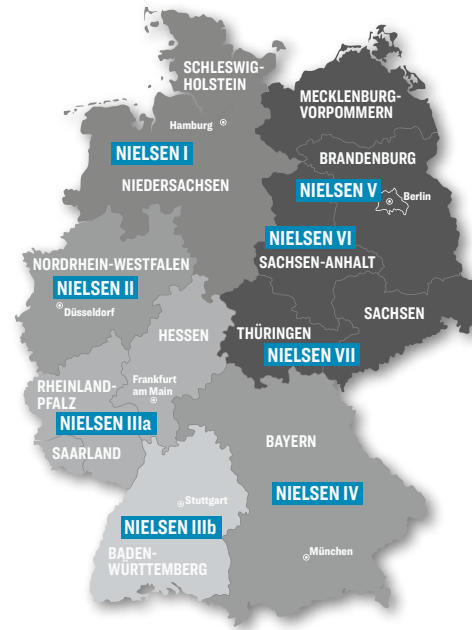 SCHLESWIG-
HOLSTEIN
MECKLENBURG-
VORPOMMERN
Hamburg
NIELSEN I
BRANDENBURG
NIEDERSACHSEN
NIELSEN V
Berlin
NIELSEN VI
SACHSEN-ANHALT
NORDRHEIN-WESTFALEN
NIELSEN II
Düsseldorf
SACHSEN
HESSEN
THÜRINGEN
NIELSEN VII
RHEINLAND-
PFALZ
Frankfurt
am Main
NIELSEN IIIa
SAARLAND
BAYERN
NIELSEN IV
Stuttgart
NIELSEN IIIb
BADEN-
WÜRTTEMBERG
München